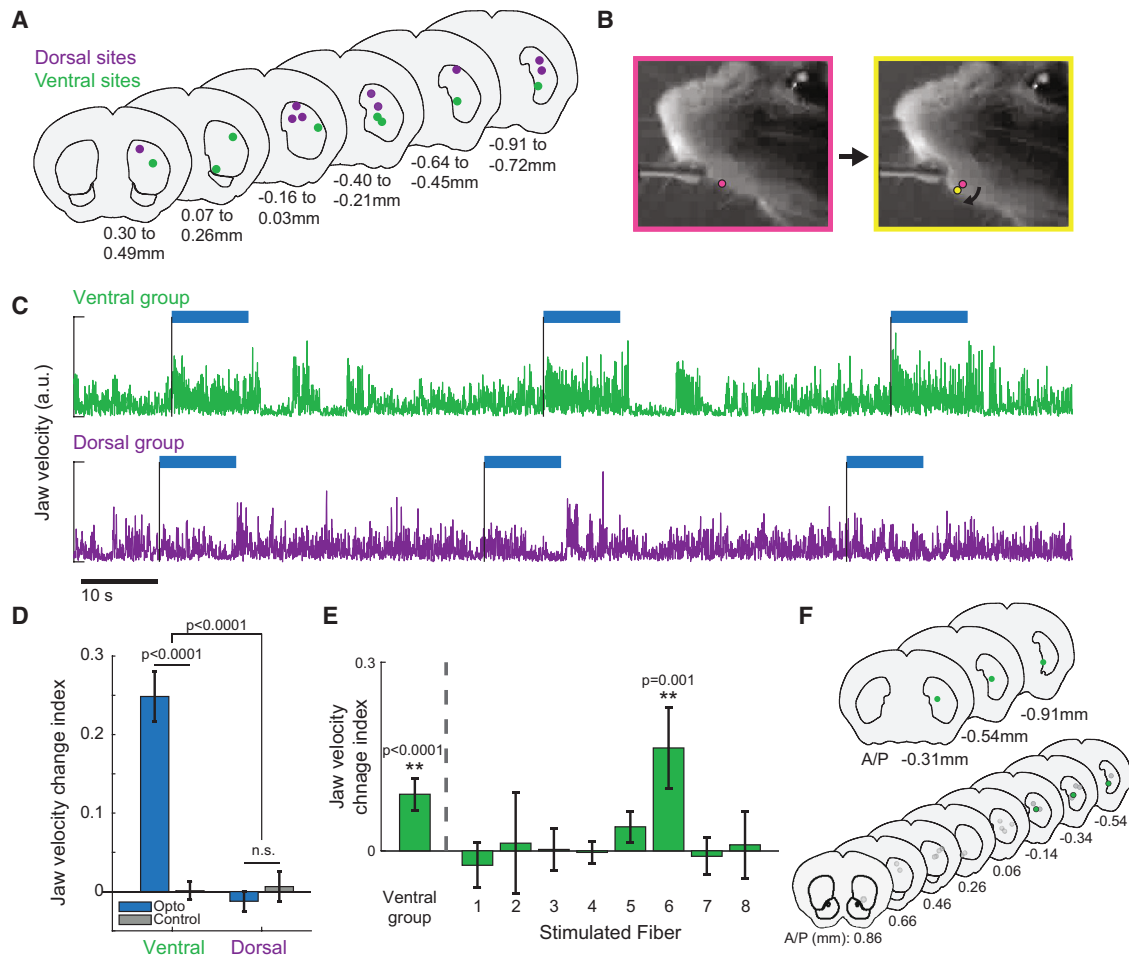 A
Dorsal sites
Ventral sites
0.30 to
0.49mm
0.07 to
0.26mm
-0.16 to
0.03mm
-0.40 to
-0.21mm
-0.64 to
-0.45mm
-0.91 to
-0.72mm
B
C
Ventral group
Dorsal group
Jaw velocity (a.u.)
10 s
D
p<0.0001
p<0.0001
n.s.
Jaw velocity change index
0.3
0.2
0.1
0
Opto
Control
Ventral
Dorsal
E
Jaw velocity
chnage index
0.3
0
p<0.0001
**
p=0.001
**
Ventral
group
1 2 3 4 5 6 7 8
Stimulated Fiber
F
A/P -0.31mm
-0.54mm
-0.91mm
A/P (mm): 0.86
0.66
0.46
0.26
0.06
-0.14
-0.34
-0.54